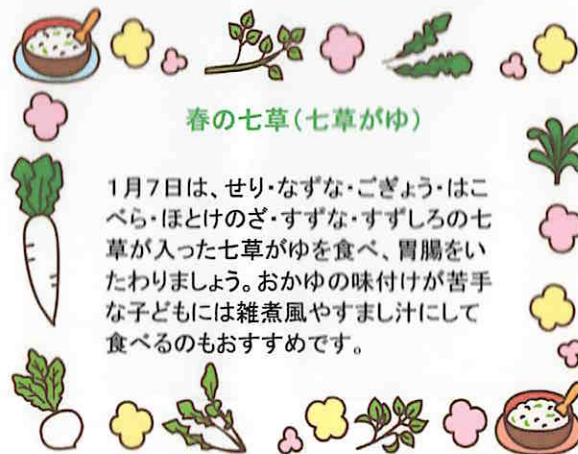 春の七草(七草がゆ)
1月7日は、せり・なずな・ごぎょう・はこ
べら・ほとけのざ・すずな・すずしろの七
草が入った七草がゆを食べ、胃腸をい
たわりましょう。おかゆの味付けが苦手
な子どもには雑煮風やすまし汁にして
食べるのもおすすめです。